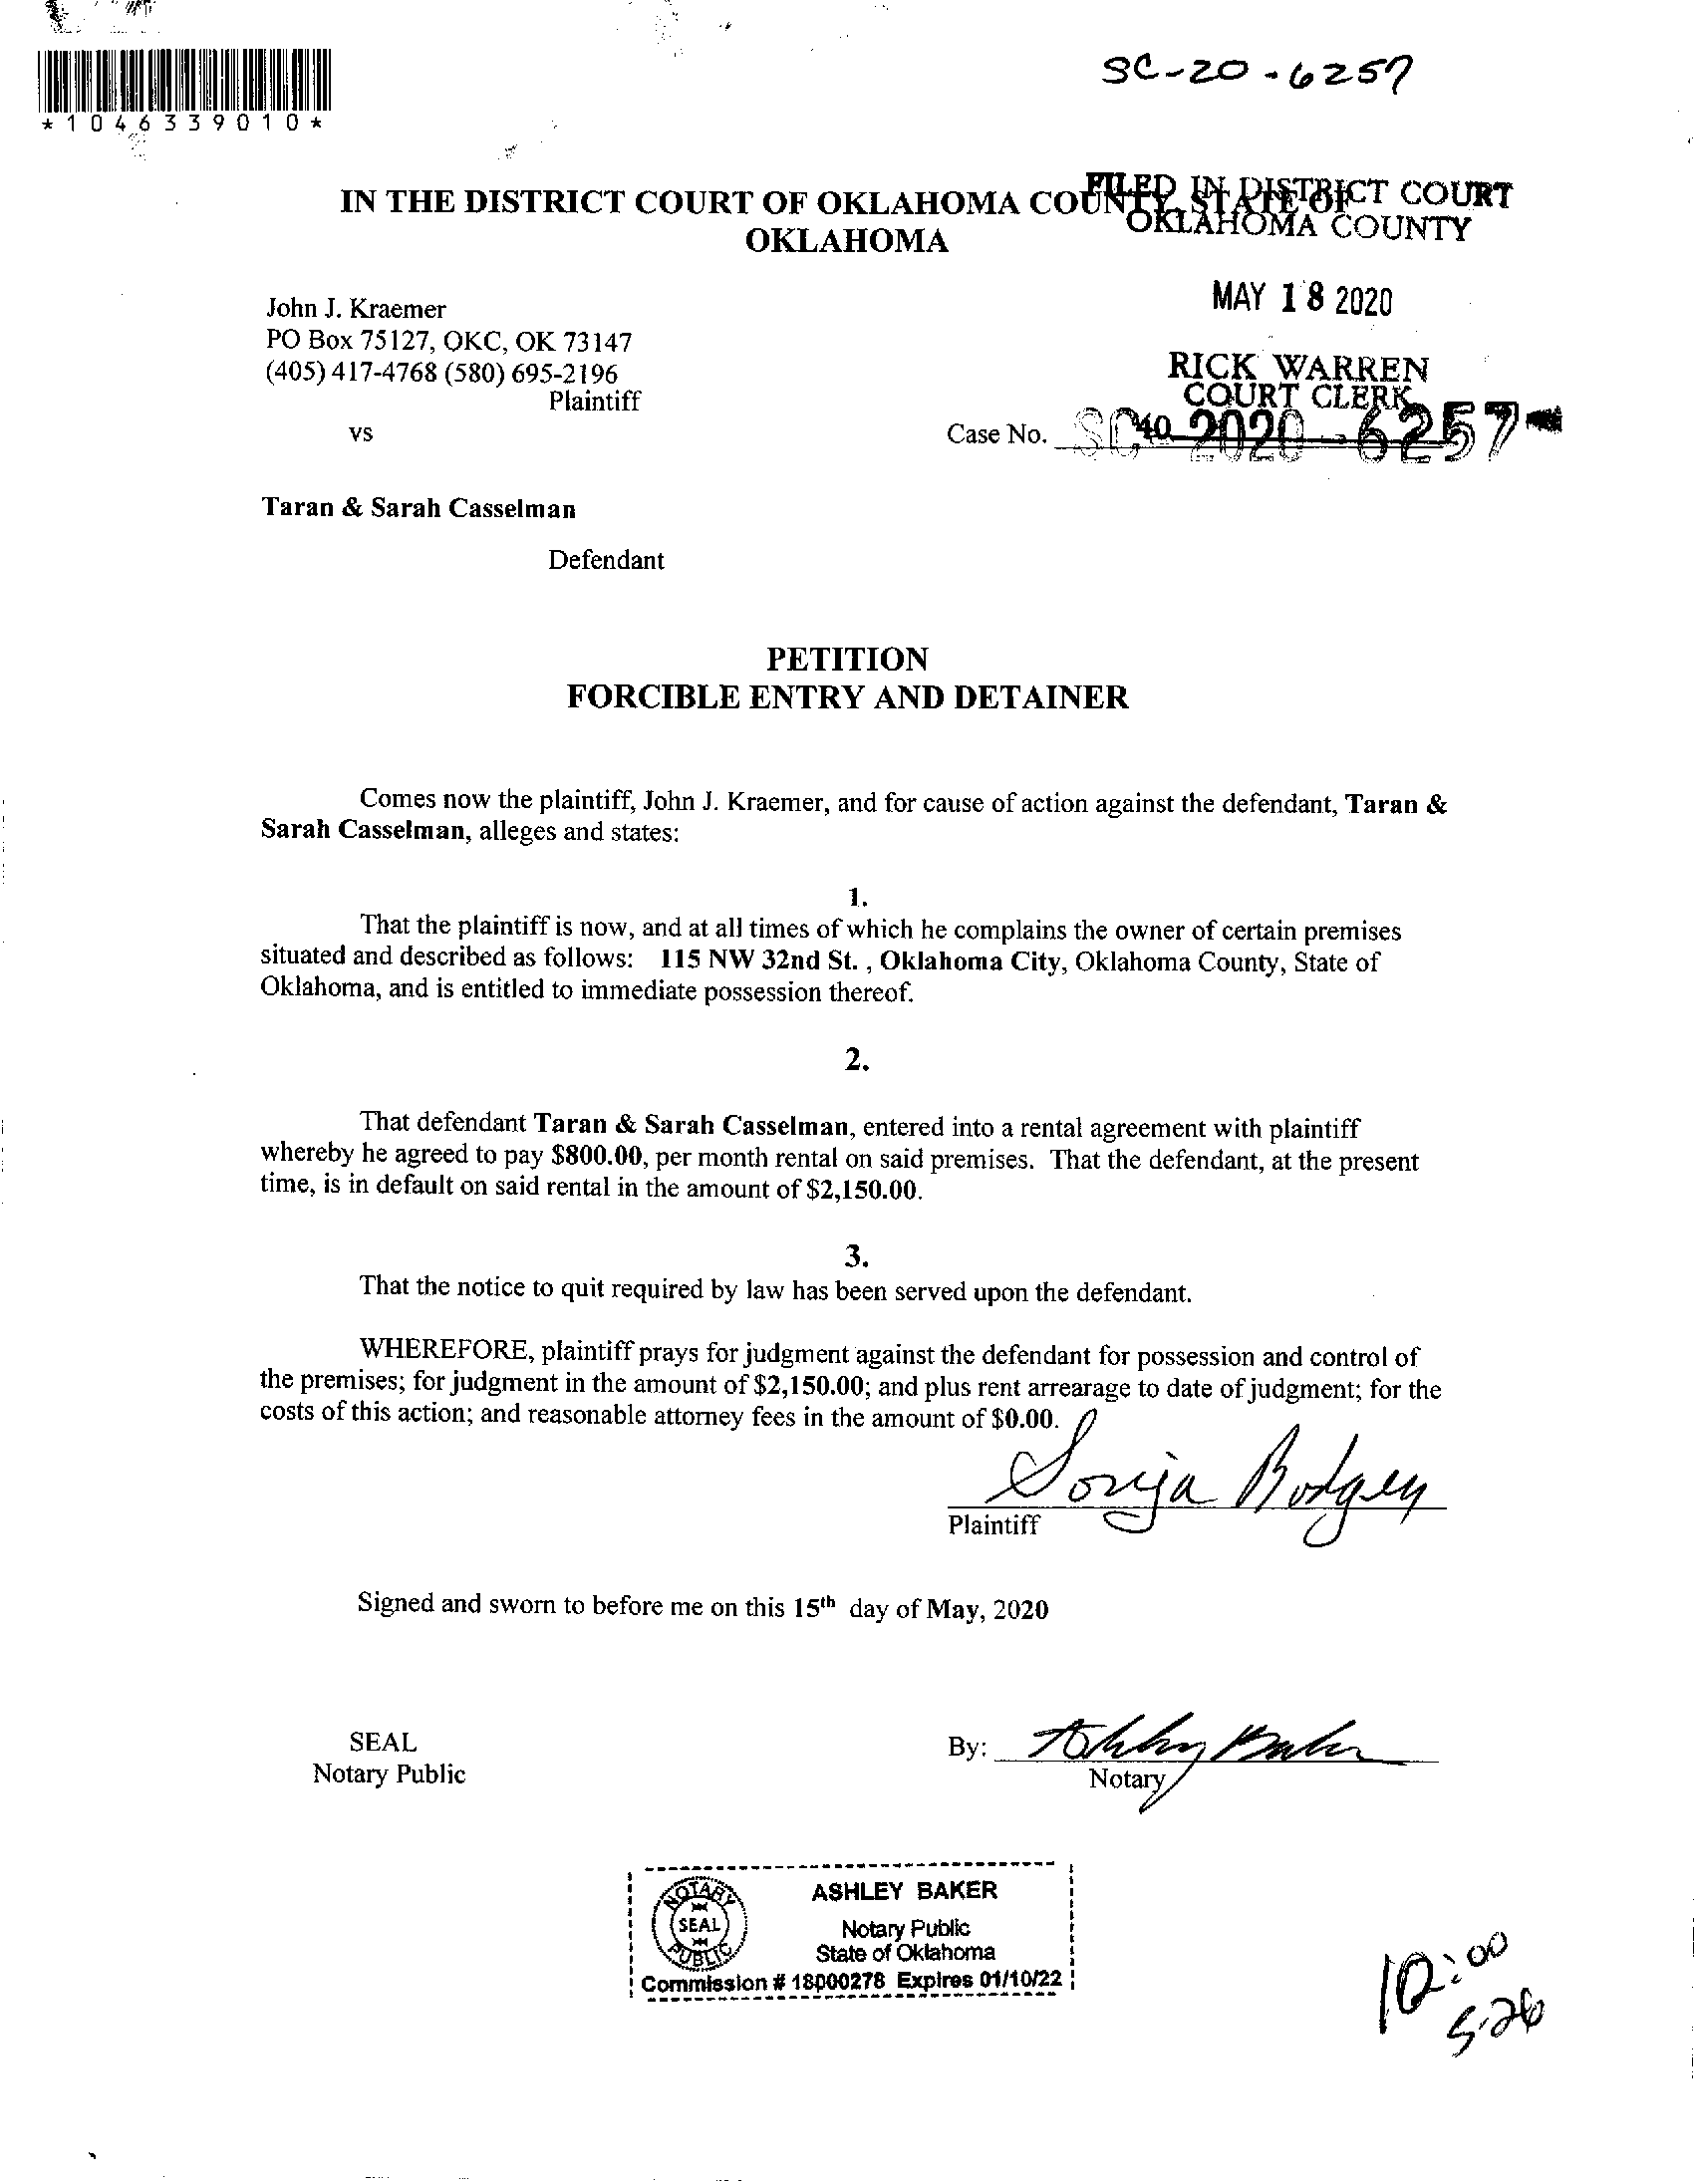 SC-20-6257
*1046339010*
IN THE DISTRICT COURT OF OKLAHOMA COUNTY, STATE OF
OKLAHOMA
FILED IN DISTRICT COURT
OKLAHOMA COUNTY
MAY 18 2020
RICK WARREN
COURT CLERK
40
John J. Kraemer
PO Box 75127, OKC, OK 73147
(405) 417-4768 (580) 695-2196
Plaintiff
vs
Case No. SC 2020-6257
Taran & Sarah Casselman
Defendant
PETITION
FORCIBLE ENTRY AND DETAINER
Comes now the plaintiff, John J. Kraemer, and for cause of action against the defendant, Taran &
Sarah Casselman, alleges and states:
1.
That the plaintiff is now, and at all times of which he complains the owner of certain premises
situated and described as follows: 115 NW 32nd St. , Oklahoma City, Oklahoma County, State of
Oklahoma, and is entitled to immediate possession thereof.
2.
That defendant Taran & Sarah Casselman, entered into a rental agreement with plaintiff
whereby he agreed to pay $800.00, per month rental on said premises. That the defendant, at the present
time, is in default on said rental in the amount of $2,150.00.
3.
That the notice to quit required by law has been served upon the defendant.
WHEREFORE, plaintiff prays for judgment against the defendant for possession and control of
the premises; for judgment in the amount of $2,150.00; and plus rent arrearage to date of judgment; for the
costs of this action; and reasonable attorney fees in the amount of $0.00.
Sonja
Plaintiff
Signed and sworn to before me on this 15th day of May, 2020
SEAL
Notary Public
By: Ashley Baker
Notary
NOTARY
SEAL
PUBLIC
ASHLEY BAKER
Notary Public
State of Oklahoma
Commission # 18000278 Expires 01/10/22
10:00
5-26